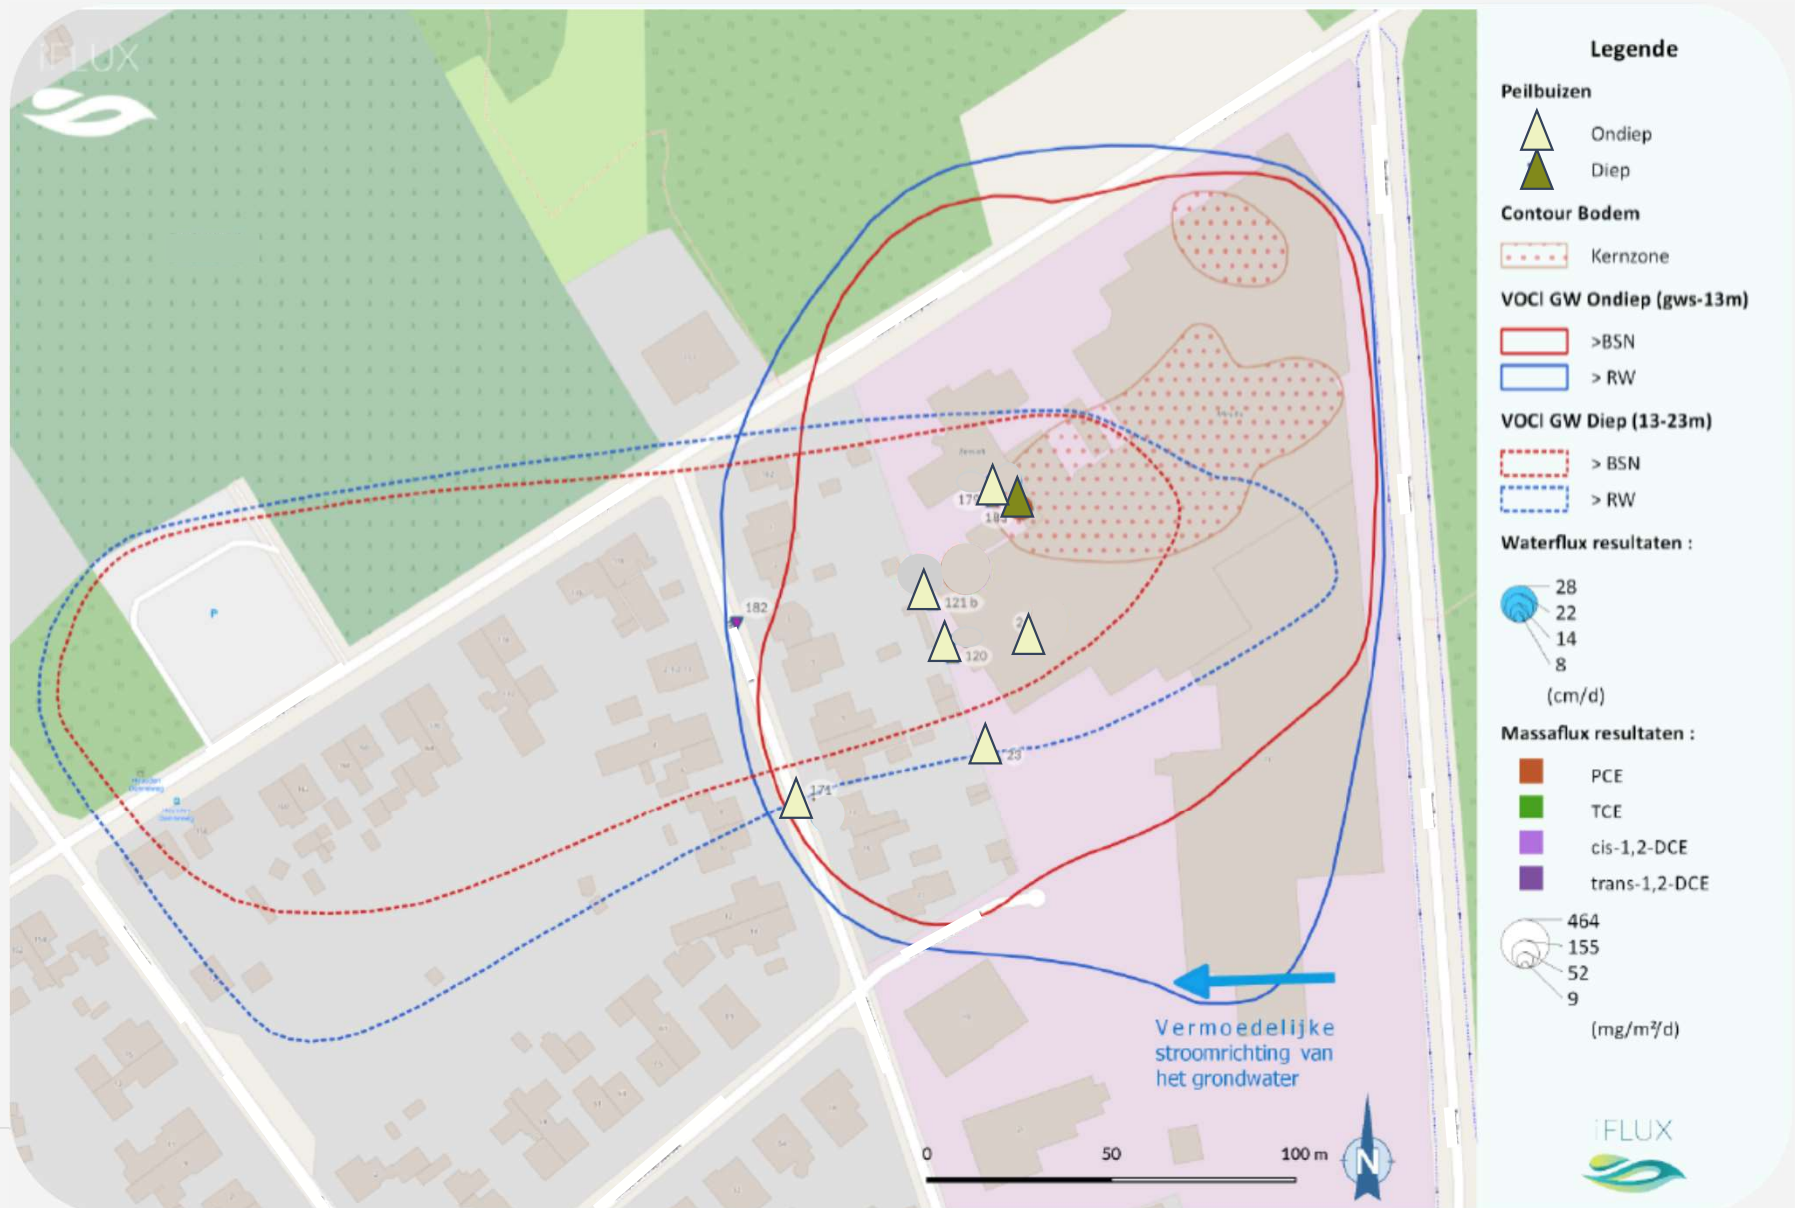 iFLUX
179
18
121 b
2
120
182
23
171
P
Vermoedelijke
stroomrichting van
het grondwater
0 50 100 m
N
Legende
Peilbuizen
Ondiep
Diep
Contour Bodem
Kernzone
VOCl GW Ondiep (gws-13m)
>BSN
> RW
VOCl GW Diep (13-23m)
> BSN
> RW
Waterflux resultaten :
28
22
14
8
(cm/d)
Massaflux resultaten :
PCE
TCE
cis-1,2-DCE
trans-1,2-DCE
464
155
52
9
(mg/m²/d)
iFLUX